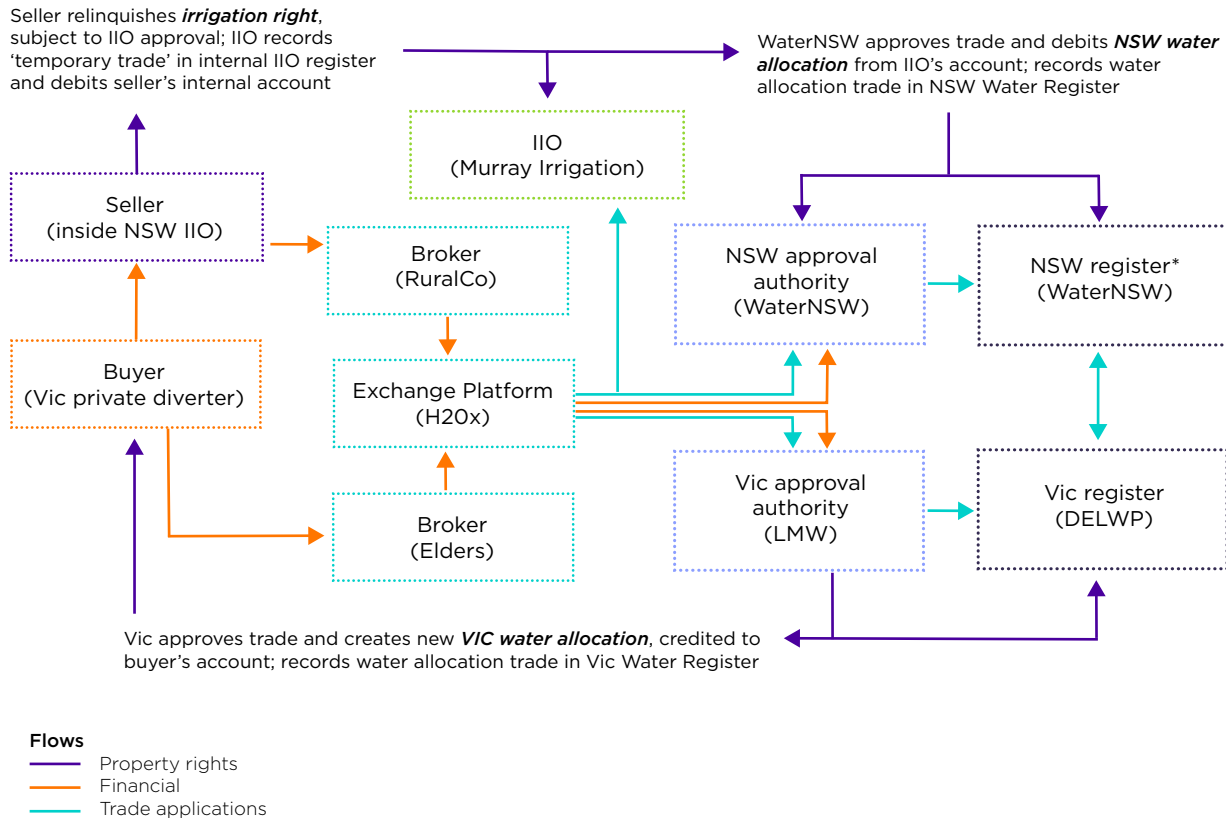 Seller relinquishes irrigation right,
subject to IIO approval; IIO records
‘temporary trade’ in internal IIO register
and debits seller’s internal account
WaterNSW approves trade and debits NSW water
allocation from IIO’s account; records water
allocation trade in NSW Water Register
IIO
(Murray Irrigation)
Seller
(inside NSW IIO)
Broker
(RuralCo)
NSW approval
authority
(WaterNSW)
NSW register*
(WaterNSW)
Buyer
(Vic private diverter)
Exchange Platform
(H20x)
Vic approval
authority
(LMW)
Vic register
(DELWP)
Broker
(Elders)
Vic approves trade and creates new VIC water allocation, credited to
buyer’s account; records water allocation trade in Vic Water Register
Flows
Property rights
Financial
Trade applications